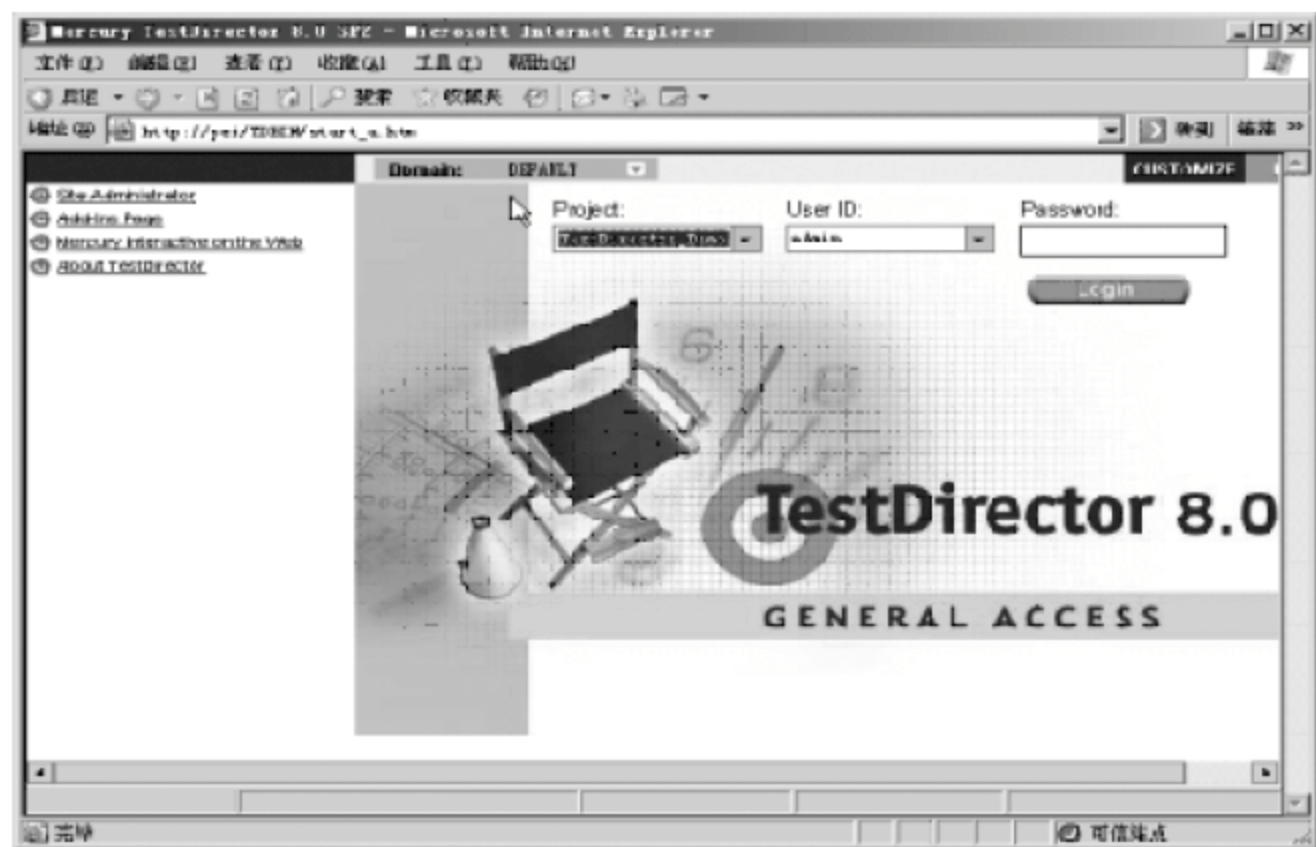 Mercury TestDirector 8.0 SP2 - Microsoft Internet Explorer
文件(F) 编辑(E) 查看(V) 收藏(A) 工具(T) 帮助(H)
后退 搜索 收藏夹
地址(D) start_a.htm 转到 链接 »
Domain: DEFAULT CUSTOMIZE
Site Administrator
Add-ins Page
Mercury Interactive on the Web
About TestDirector
Project: User ID: Password:
TestDirector_Demo admin
Login
TestDirector 8.0
GENERAL ACCESS
完毕 可信站点